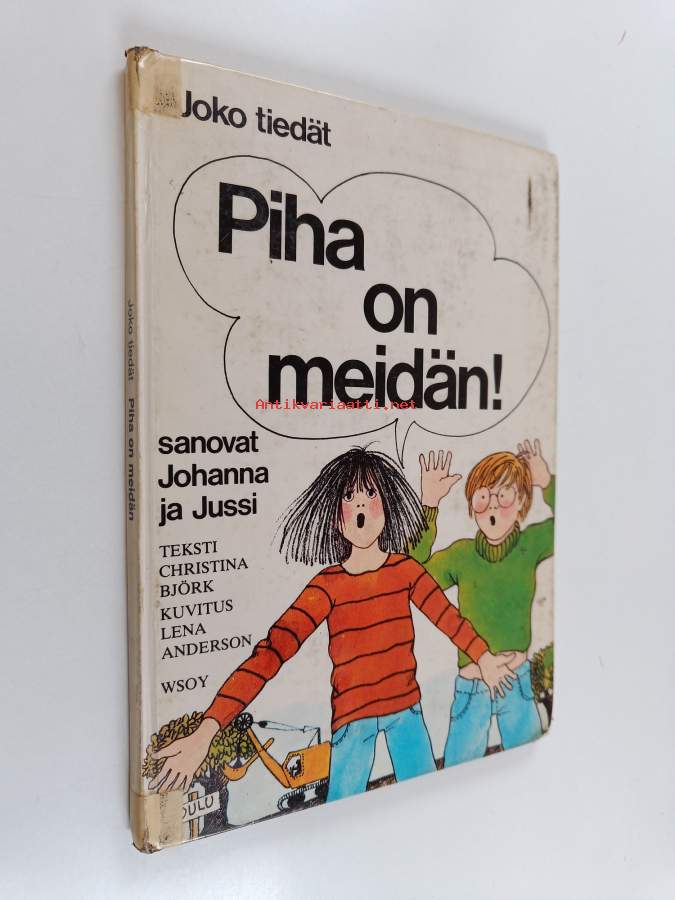 Joko tiedät
Piha
on
meidän!
Antikvariaatti.net
sanovat
Johanna
ja Jussi
TEKSTI
CHRISTINA
BJÖRK
KUVITUS
LENA
ANDERSON
WSOY
Joko tiedät Piha on meidän
OULU